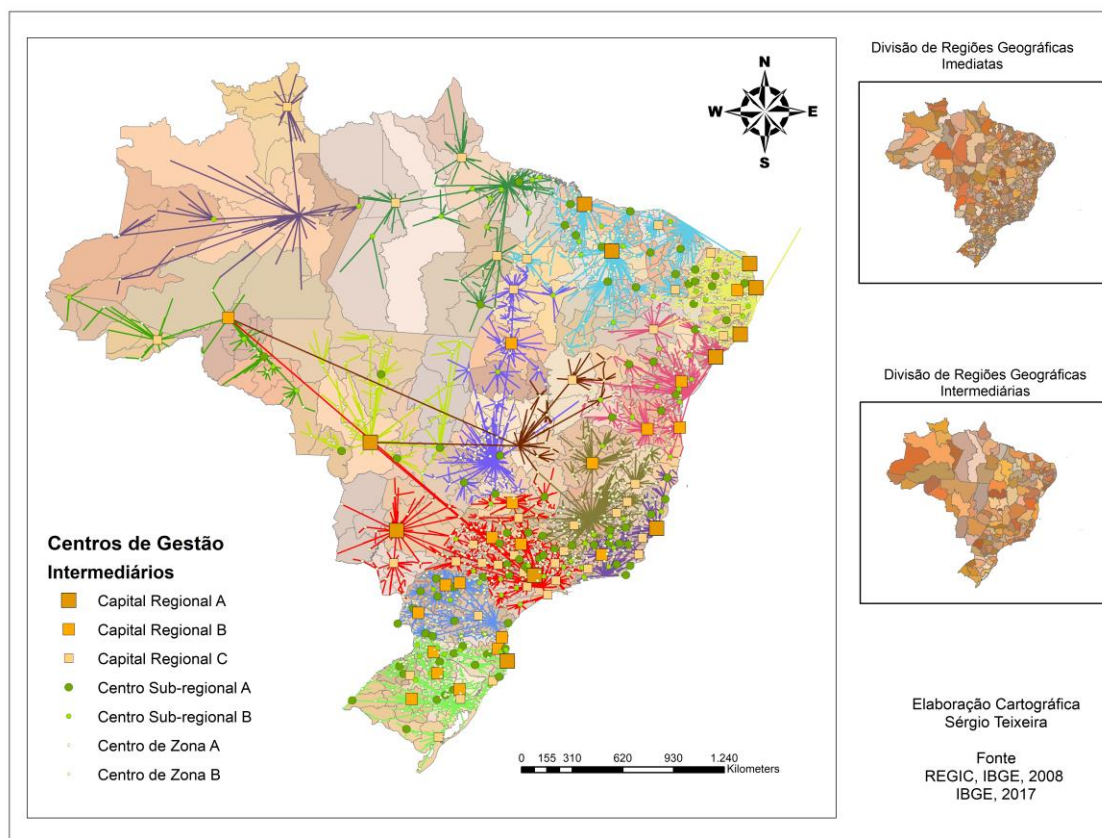 N
W
E
S
Centros de Gestão
Intermediários
Capital Regional A
Capital Regional B
Capital Regional C
Centro Sub-regional A
Centro Sub-regional B
Centro de Zona A
Centro de Zona B
0 155 310 620 930 1.240
Kilometers
Divisão de Regiões Geográficas
Imediatas
Divisão de Regiões Geográficas
Intermediárias
Elaboração Cartográfica
Sérgio Teixeira
Fonte
REGIC, IBGE, 2008
IBGE, 2017